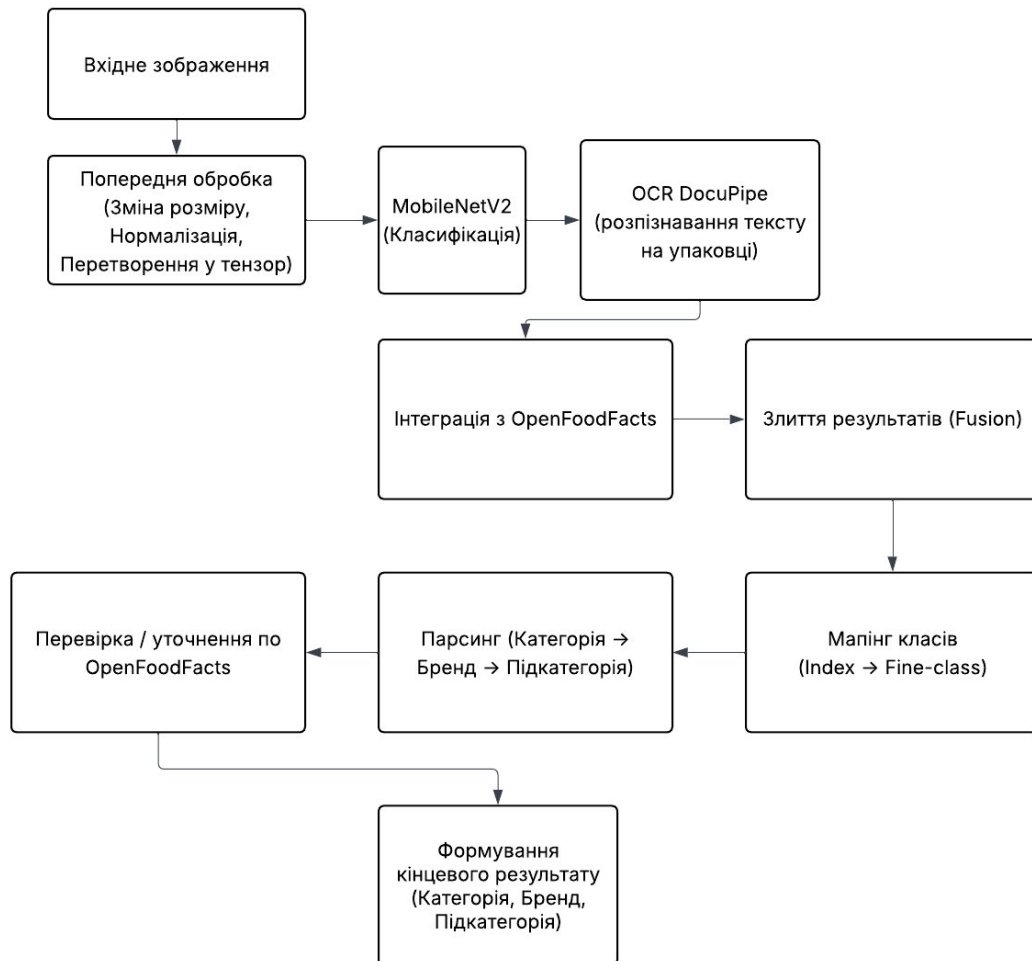 Вхідне зображення
Попередня обробка
(Зміна розміру,
Нормалізація,
Перетворення у тензор)
MobileNetV2
(Класифікація)
OCR DocuPipe
(розпізнавання тексту
на упаковці)
Інтеграція з OpenFoodFacts
Злиття результатів (Fusion)
Мапінг класів
(Index → Fine-class)
Парсинг (Категорія →
Бренд → Підкатегорія)
Перевірка / уточнення по
OpenFoodFacts
Формування
кінцевого результату
(Категорія, Бренд,
Підкатегорія)